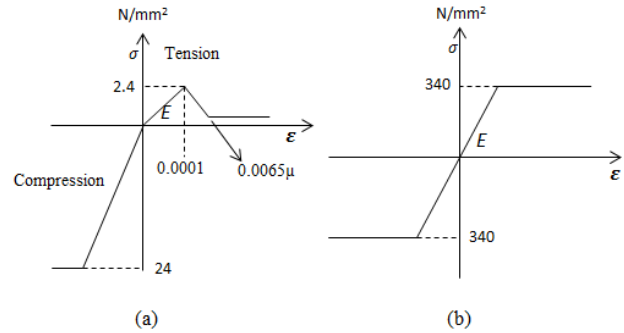 N/mm²
σ
Tension
2.4
E
ε
0.0001
0.0065μ
Compression
24
(a)
N/mm²
σ
340
E
ε
340
(b)